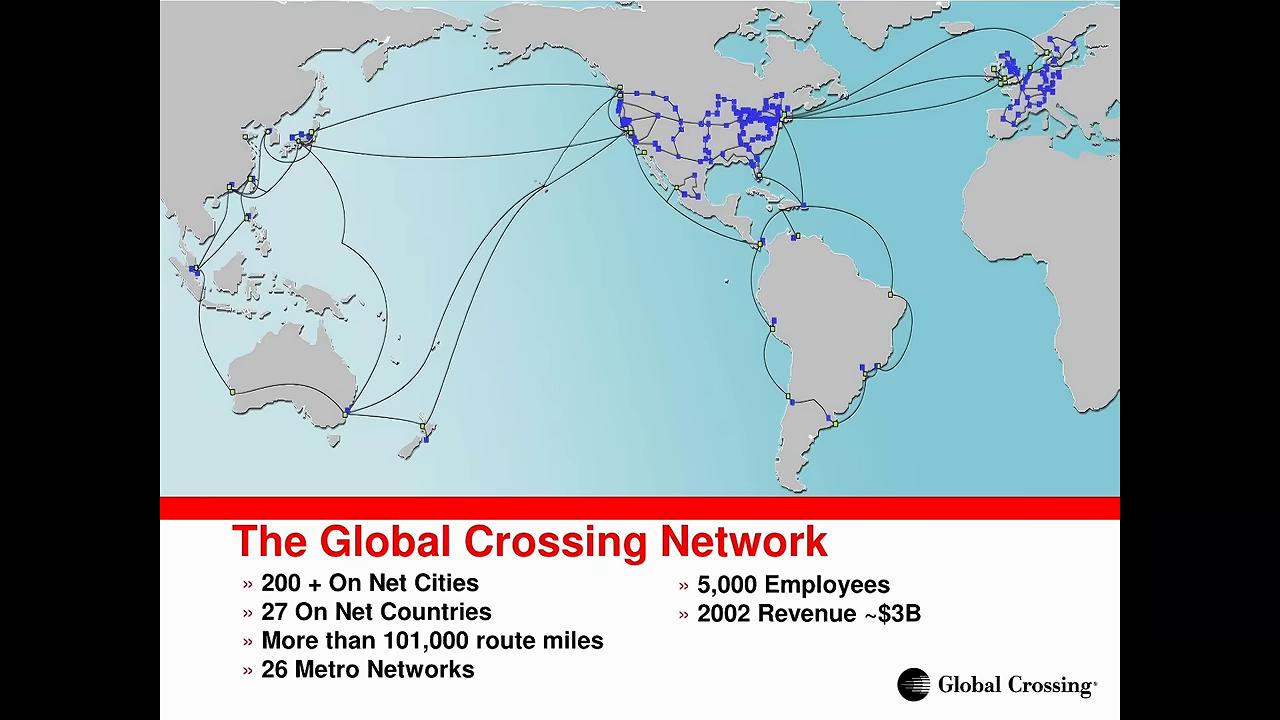 The Global Crossing Network
» 200 + On Net Cities
» 27 On Net Countries
» More than 101,000 route miles
» 26 Metro Networks
» 5,000 Employees
» 2002 Revenue ~$3B
Global Crossing®